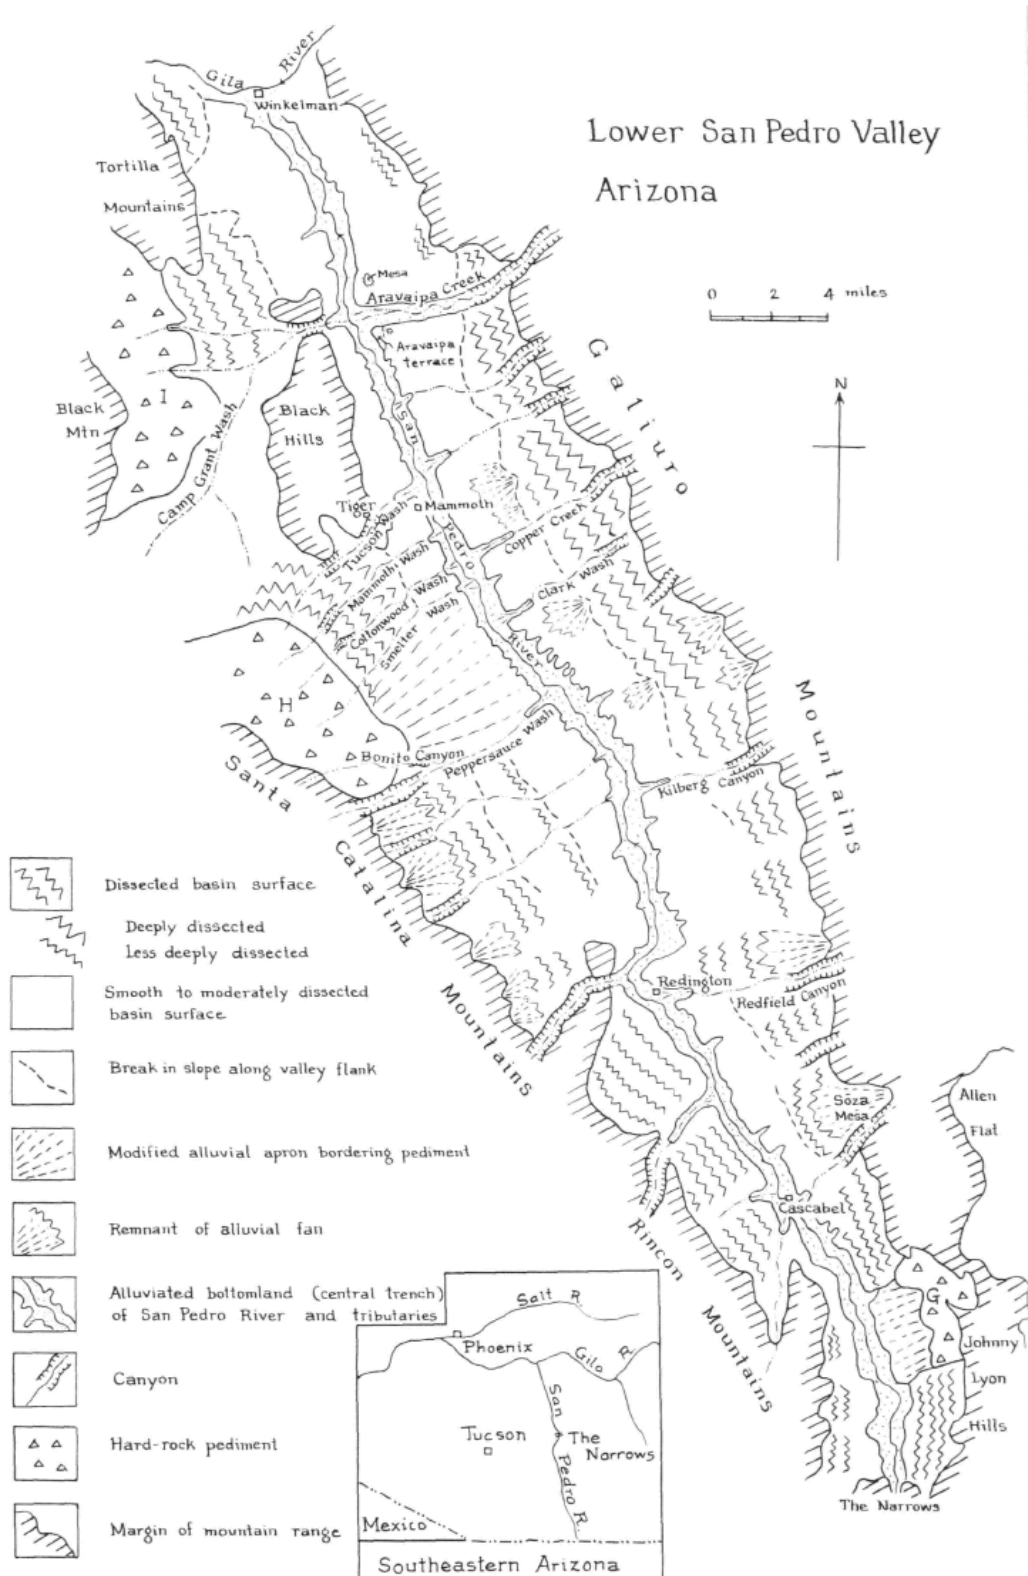 Lower San Pedro Valley
Arizona
0 2 4 miles
N
Gila River
Winkelman
Tortilla
Mountains
Mesa
Aravaipa Creek
Aravaipa
terrace
Galiuro
Mountains
I
Black
Mtn
Camp Grant Wash
Black
Hills
San
Pedro
River
Tiger
Mammoth
Tucson Wash
Mammoth Wash
Cottonwood Wash
Smelter Wash
Copper Creek
Clark Wash
H
Bonito Canyon
Peppersauce Wash
Kilberg Canyon
Santa
Catalina
Mountains
Redington
Redfield Canyon
Soza
Mesa
Allen
Flat
Cascabel
Rincon
Mountains
G
Johnny
Lyon
Hills
The Narrows
Dissected basin surface
Deeply dissected
Less deeply dissected
Smooth to moderately dissected
basin surface
Break in slope along valley flank
Modified alluvial apron bordering pediment
Remnant of alluvial fan
Alluviated bottomland (central trench)
of San Pedro River and tributaries
Canyon
Hard-rock pediment
Margin of mountain range
Salt R.
Phoenix
Gila R.
San Pedro R.
Tucson
The
Narrows
Mexico
Southeastern Arizona